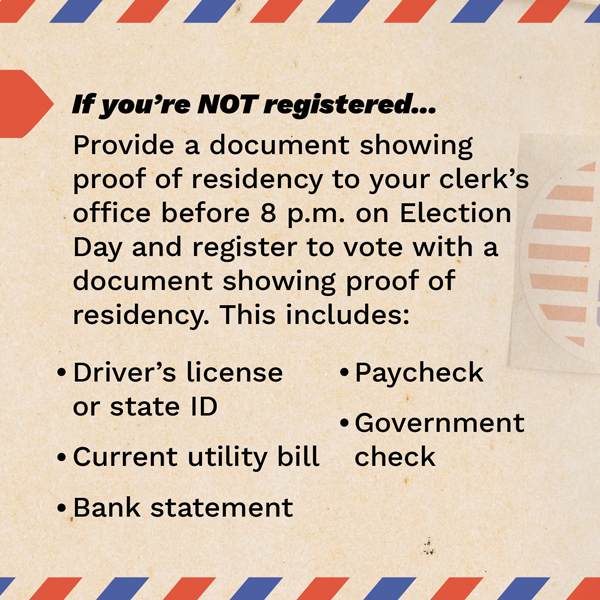 If you're NOT registered...
Provide a document showing
proof of residency to your clerk's
office before 8 p.m. on Election
Day and register to vote with a
document showing proof of
residency. This includes:
• Driver's license
or state ID
• Current utility bill
• Bank statement
• Paycheck
• Government
check